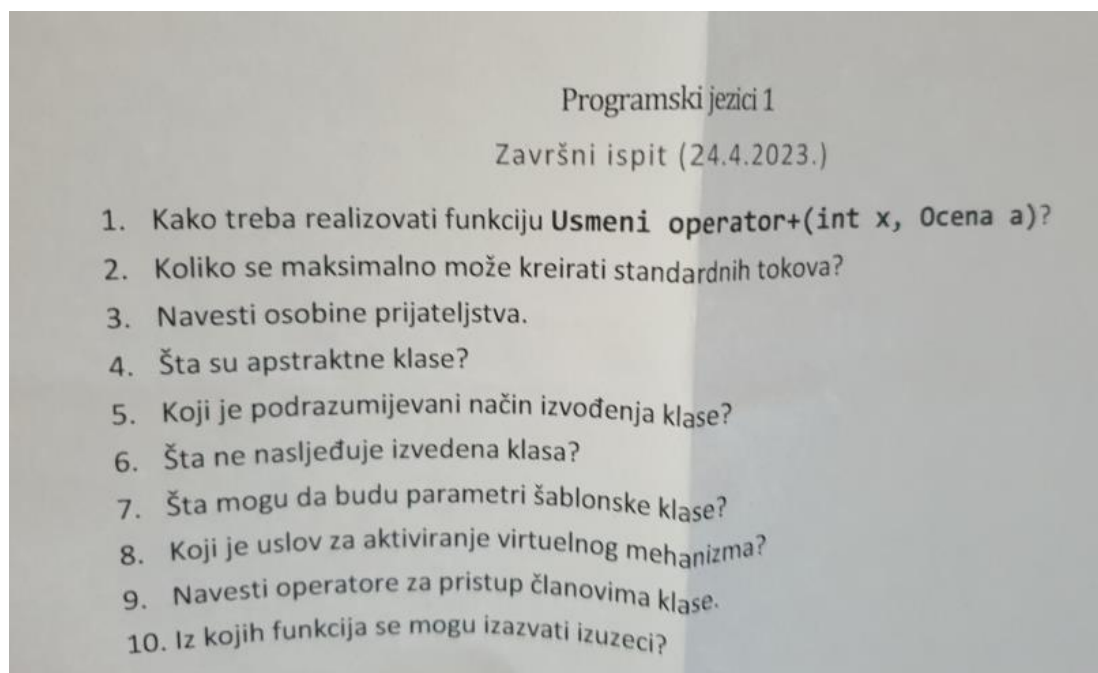 Programski jezici 1
Završni ispit (24.4.2023.)
1. Kako treba realizovati funkciju Usmeni operator+(int x, Ocena a)?
2. Koliko se maksimalno može kreirati standardnih tokova?
3. Navesti osobine prijateljstva.
4. Šta su apstraktne klase?
5. Koji je podrazumijevani način izvođenja klase?
6. Šta ne nasljeđuje izvedena klasa?
7. Šta mogu da budu parametri šablonske klase?
8. Koji je uslov za aktiviranje virtuelnog mehanizma?
9. Navesti operatore za pristup članovima klase.
10. Iz kojih funkcija se mogu izazvati izuzeci?